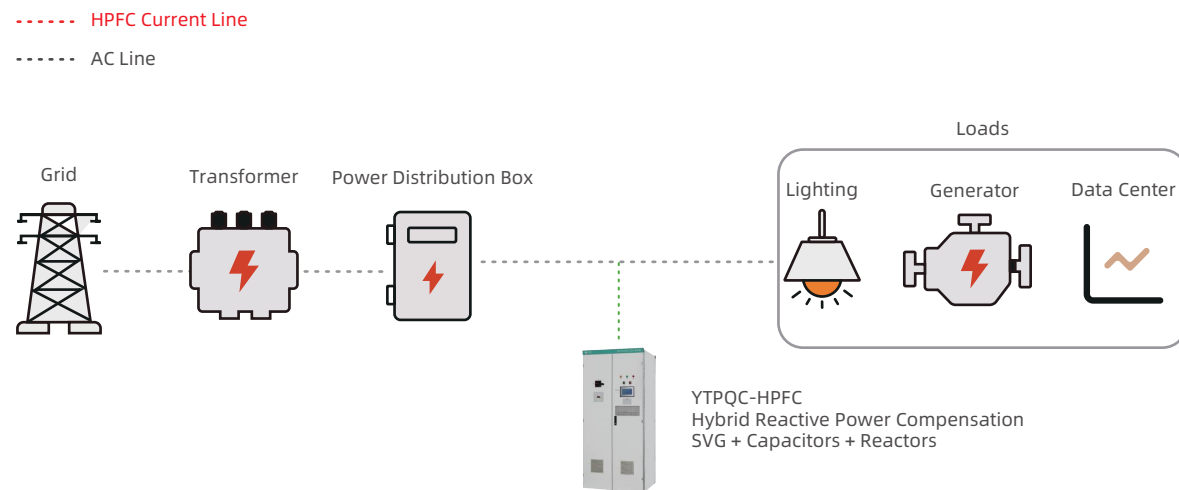 HPFC Current Line
AC Line
Loads
Grid
Transformer
Power Distribution Box
Lighting
Generator
Data Center
YTPQC-HPFC
Hybrid Reactive Power Compensation
SVG + Capacitors + Reactors